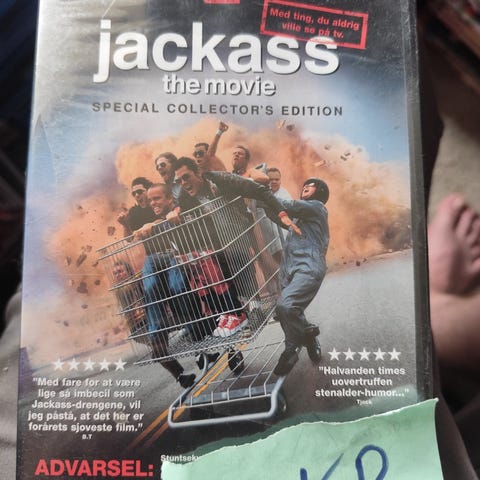 Med ting, du aldrig
ville se på tv.
jackass
the movie
SPECIAL COLLECTOR'S EDITION
"Med fare for at være
lige så imbecil som
Jackass-drengene, vil
jeg påstå, at det her er
forårets sjoveste film."
B.T
"Halvanden times
uovertruffen
stenalder-humor..."
Tjeck
ADVARSEL: